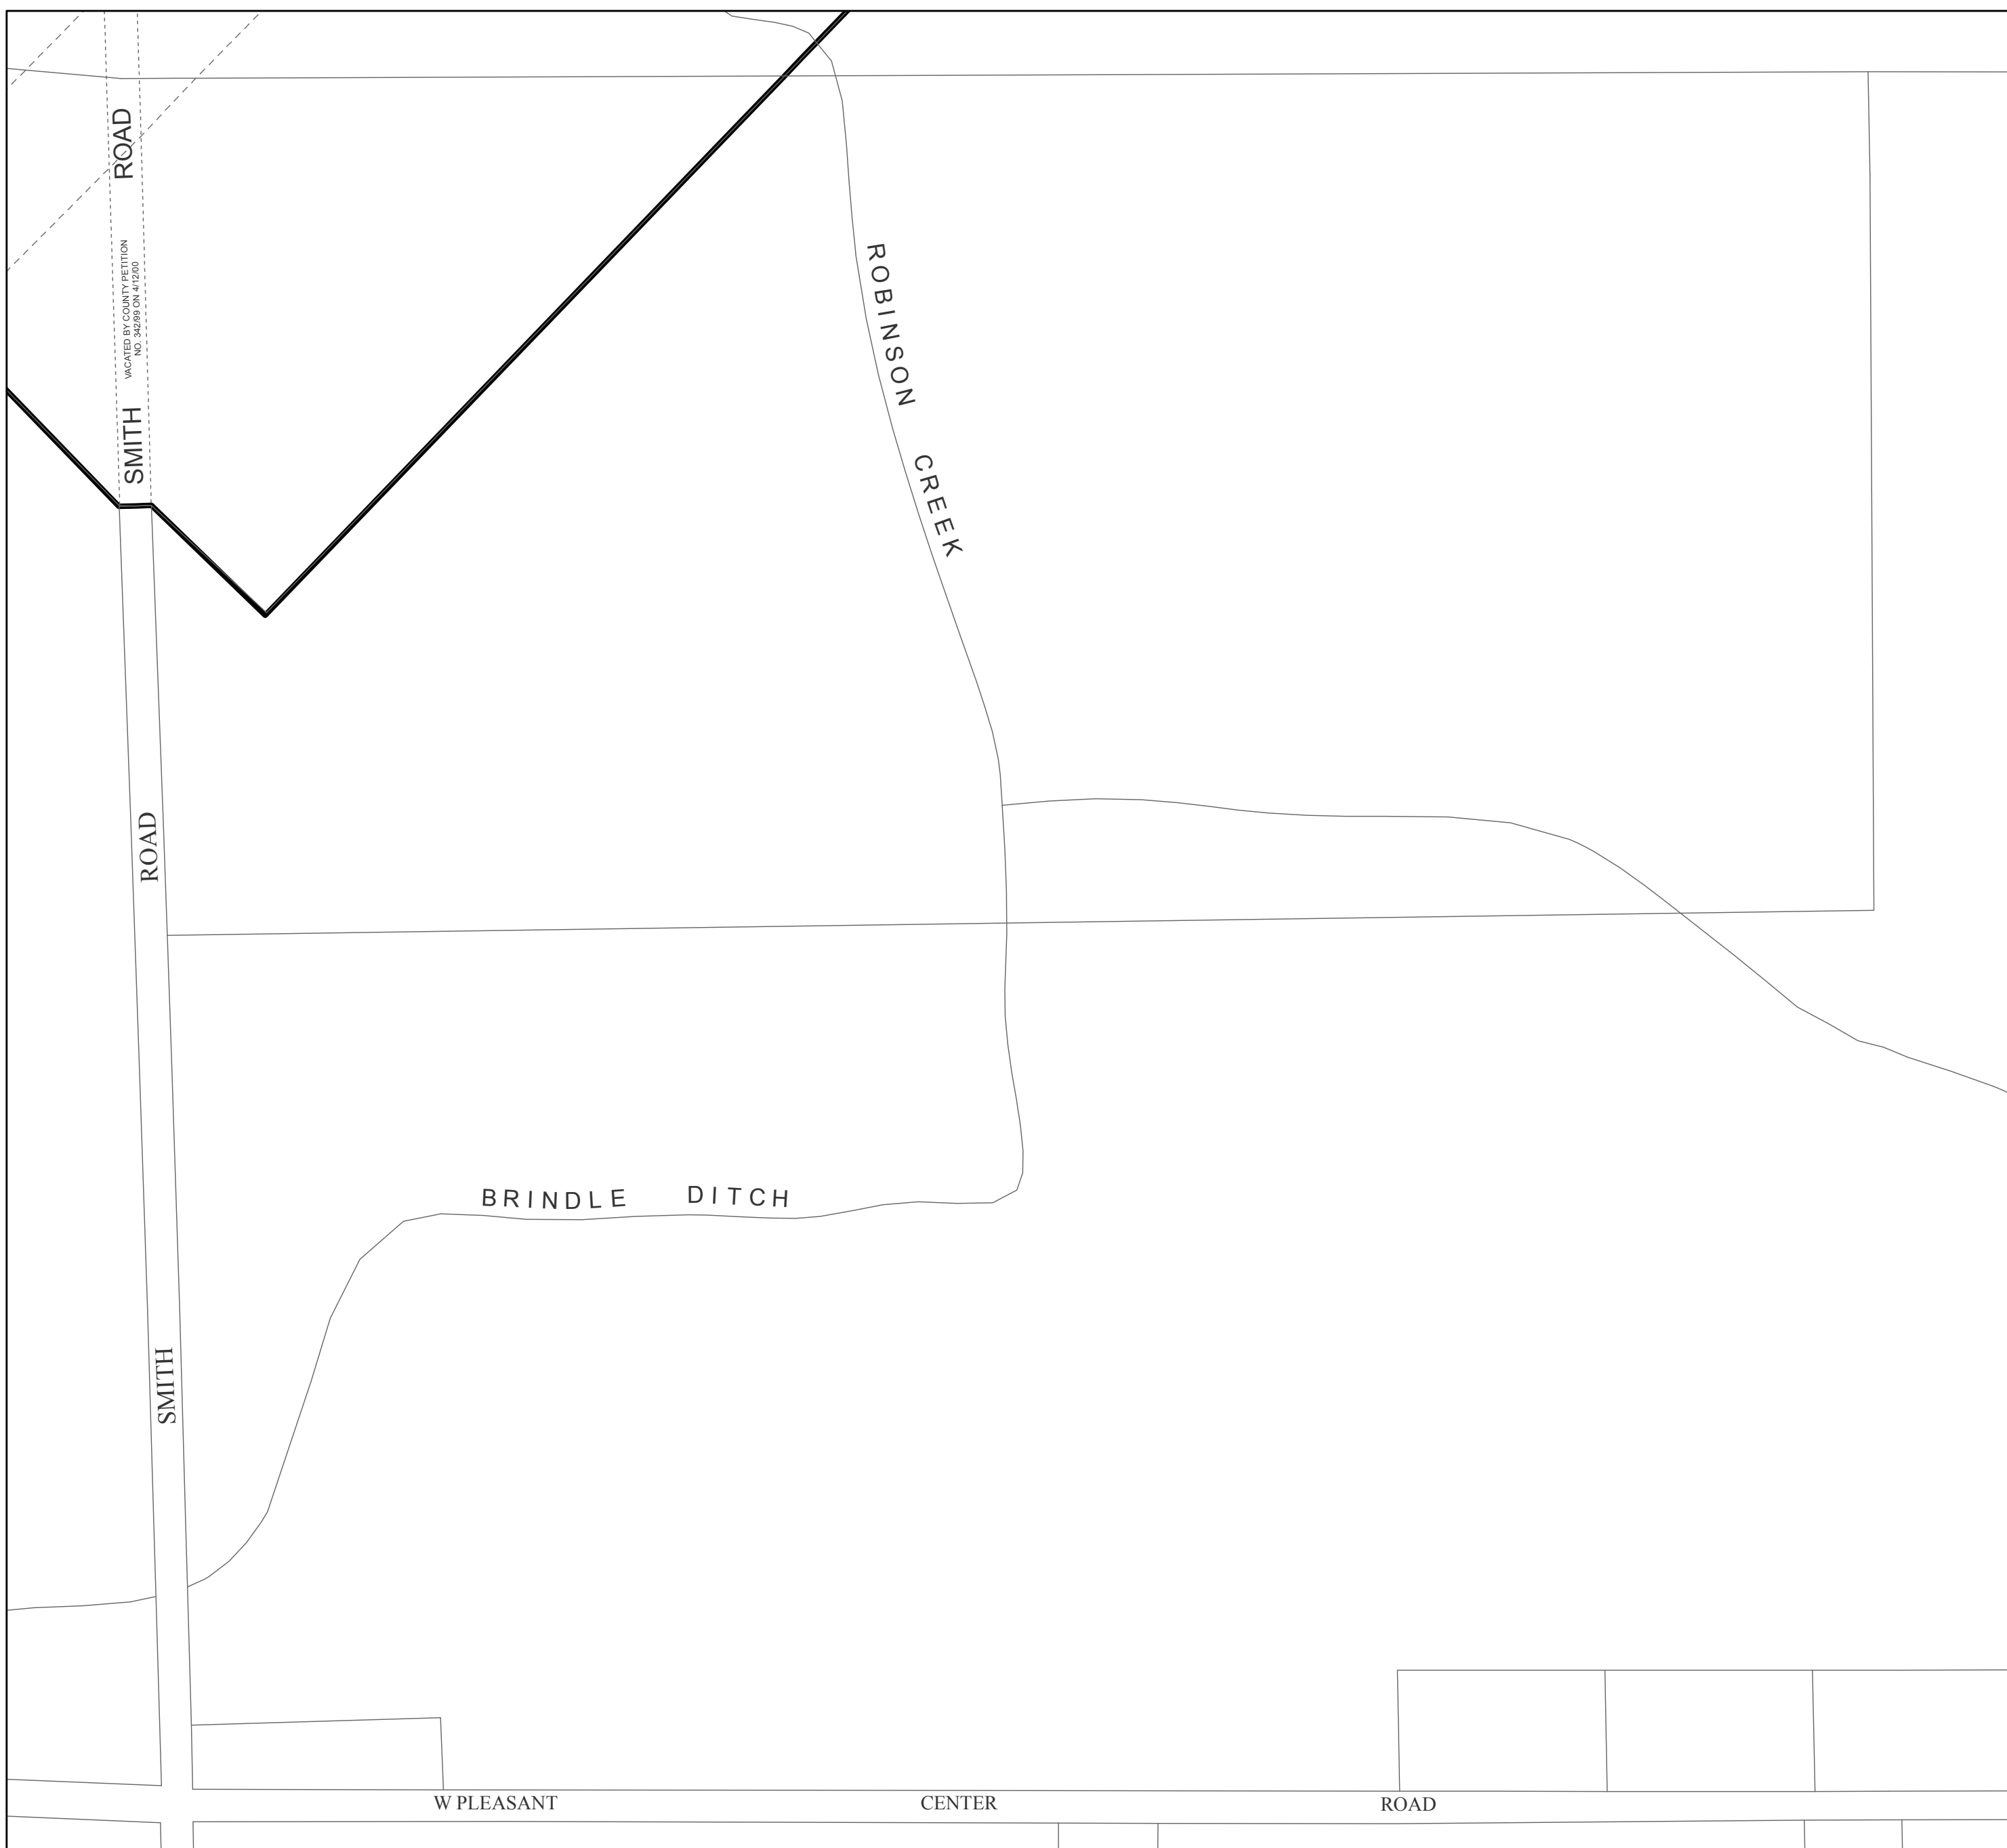 SMITH ROAD
VACATED BY COUNTY PETITION
NO. 342/99 ON 4/12/00
ROBINSON CREEK
SMITH ROAD
BRINDLE DITCH
W PLEASANT CENTER ROAD